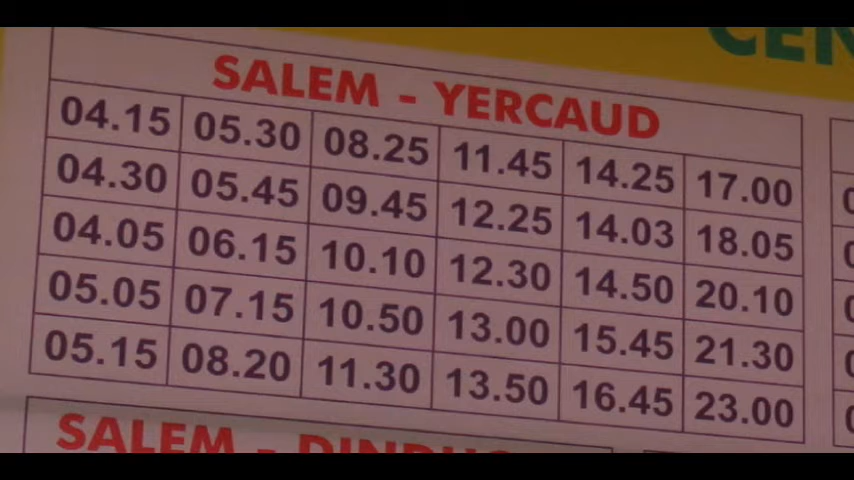 CEN
SALEM - YERCAUD
04.15 05.30 08.25 11.45 14.25 17.00
04.30 05.45 09.45 12.25 14.03 18.05
04.05 06.15 10.10 12.30 14.50 20.10
05.05 07.15 10.50 13.00 15.45 21.30
05.15 08.20 11.30 13.50 16.45 23.00
SALEM -